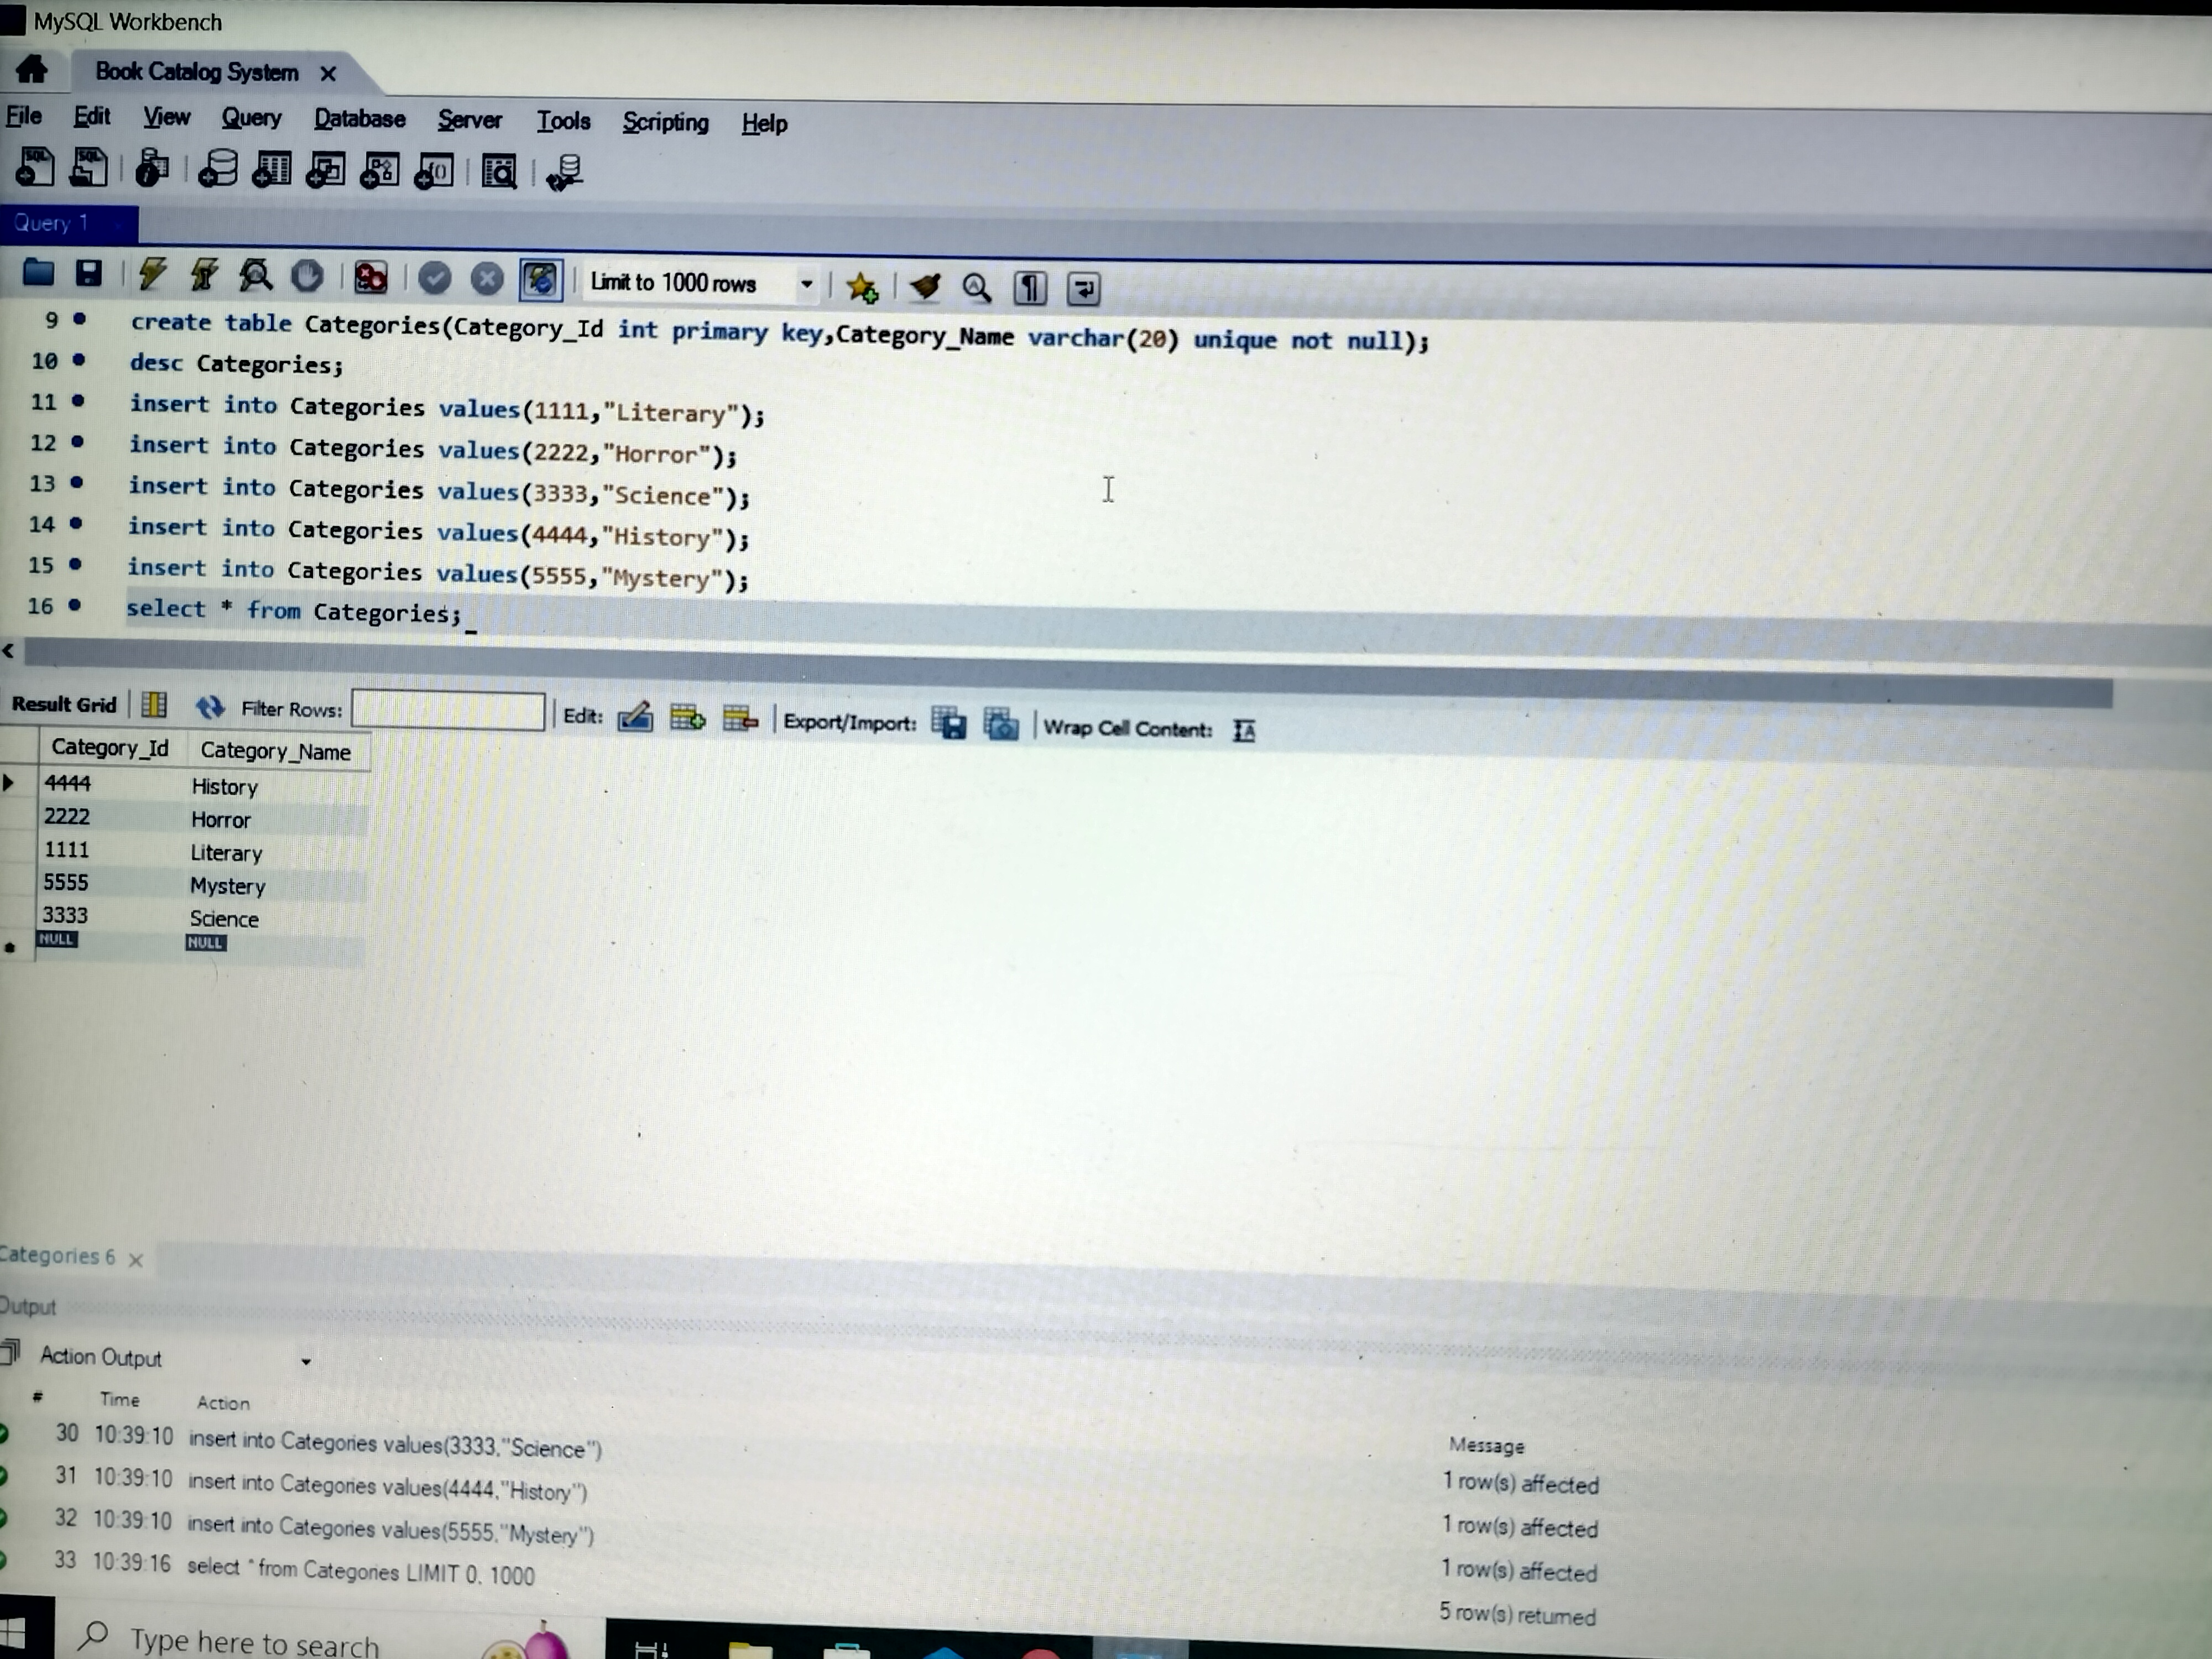 MySQL Workbench
Book Catalog System
File Edit View Query Database Server Tools Scripting Help
Query 1
Limit to 1000 rows
9 create table Categories(Category_Id int primary key,Category_Name varchar(20) unique not null);
10 desc Categories;
11 insert into Categories values(1111,"Literary");
12 insert into Categories values(2222,"Horror");
13 insert into Categories values(3333,"Science");
14 insert into Categories values(4444,"History");
15 insert into Categories values(5555,"Mystery");
16 select * from Categories;
Result Grid Filter Rows: Edit: Export/Import: Wrap Cell Content:
Category_Id Category_Name
4444 History
2222 Horror
1111 Literary
5555 Mystery
3333 Science
NULL NULL
Categories 6
Output
Action Output
# Time Action Message
30 10:39:10 insert into Categories values(3333,"Science") 1 row(s) affected
31 10:39:10 insert into Categories values(4444,"History") 1 row(s) affected
32 10:39:10 insert into Categories values(5555,"Mystery") 1 row(s) affected
33 10:39:16 select * from Categories LIMIT 0, 1000 5 row(s) returned
Type here to search